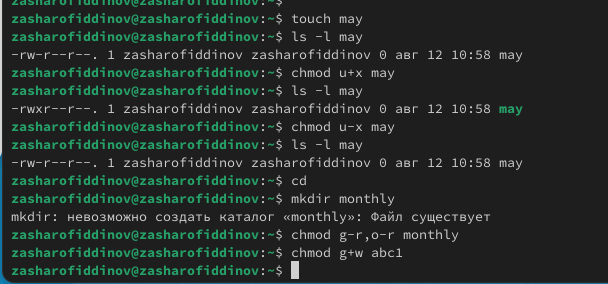 zasharofiddinov@zasharofiddinov:~$ touch may
zasharofiddinov@zasharofiddinov:~$ ls -l may
-rw-r--r--. 1 zasharofiddinov zasharofiddinov 0 авг 12 10:58 may
zasharofiddinov@zasharofiddinov:~$ chmod u+x may
zasharofiddinov@zasharofiddinov:~$ ls -l may
-rwxr--r--. 1 zasharofiddinov zasharofiddinov 0 авг 12 10:58 may
zasharofiddinov@zasharofiddinov:~$ chmod u-x may
zasharofiddinov@zasharofiddinov:~$ ls -l may
-rw-r--r--. 1 zasharofiddinov zasharofiddinov 0 авг 12 10:58 may
zasharofiddinov@zasharofiddinov:~$ cd
zasharofiddinov@zasharofiddinov:~$ mkdir monthly
mkdir: невозможно создать каталог «monthly»: Файл существует
zasharofiddinov@zasharofiddinov:~$ chmod g-r,o-r monthly
zasharofiddinov@zasharofiddinov:~$ chmod g+w abc1
zasharofiddinov@zasharofiddinov:~$